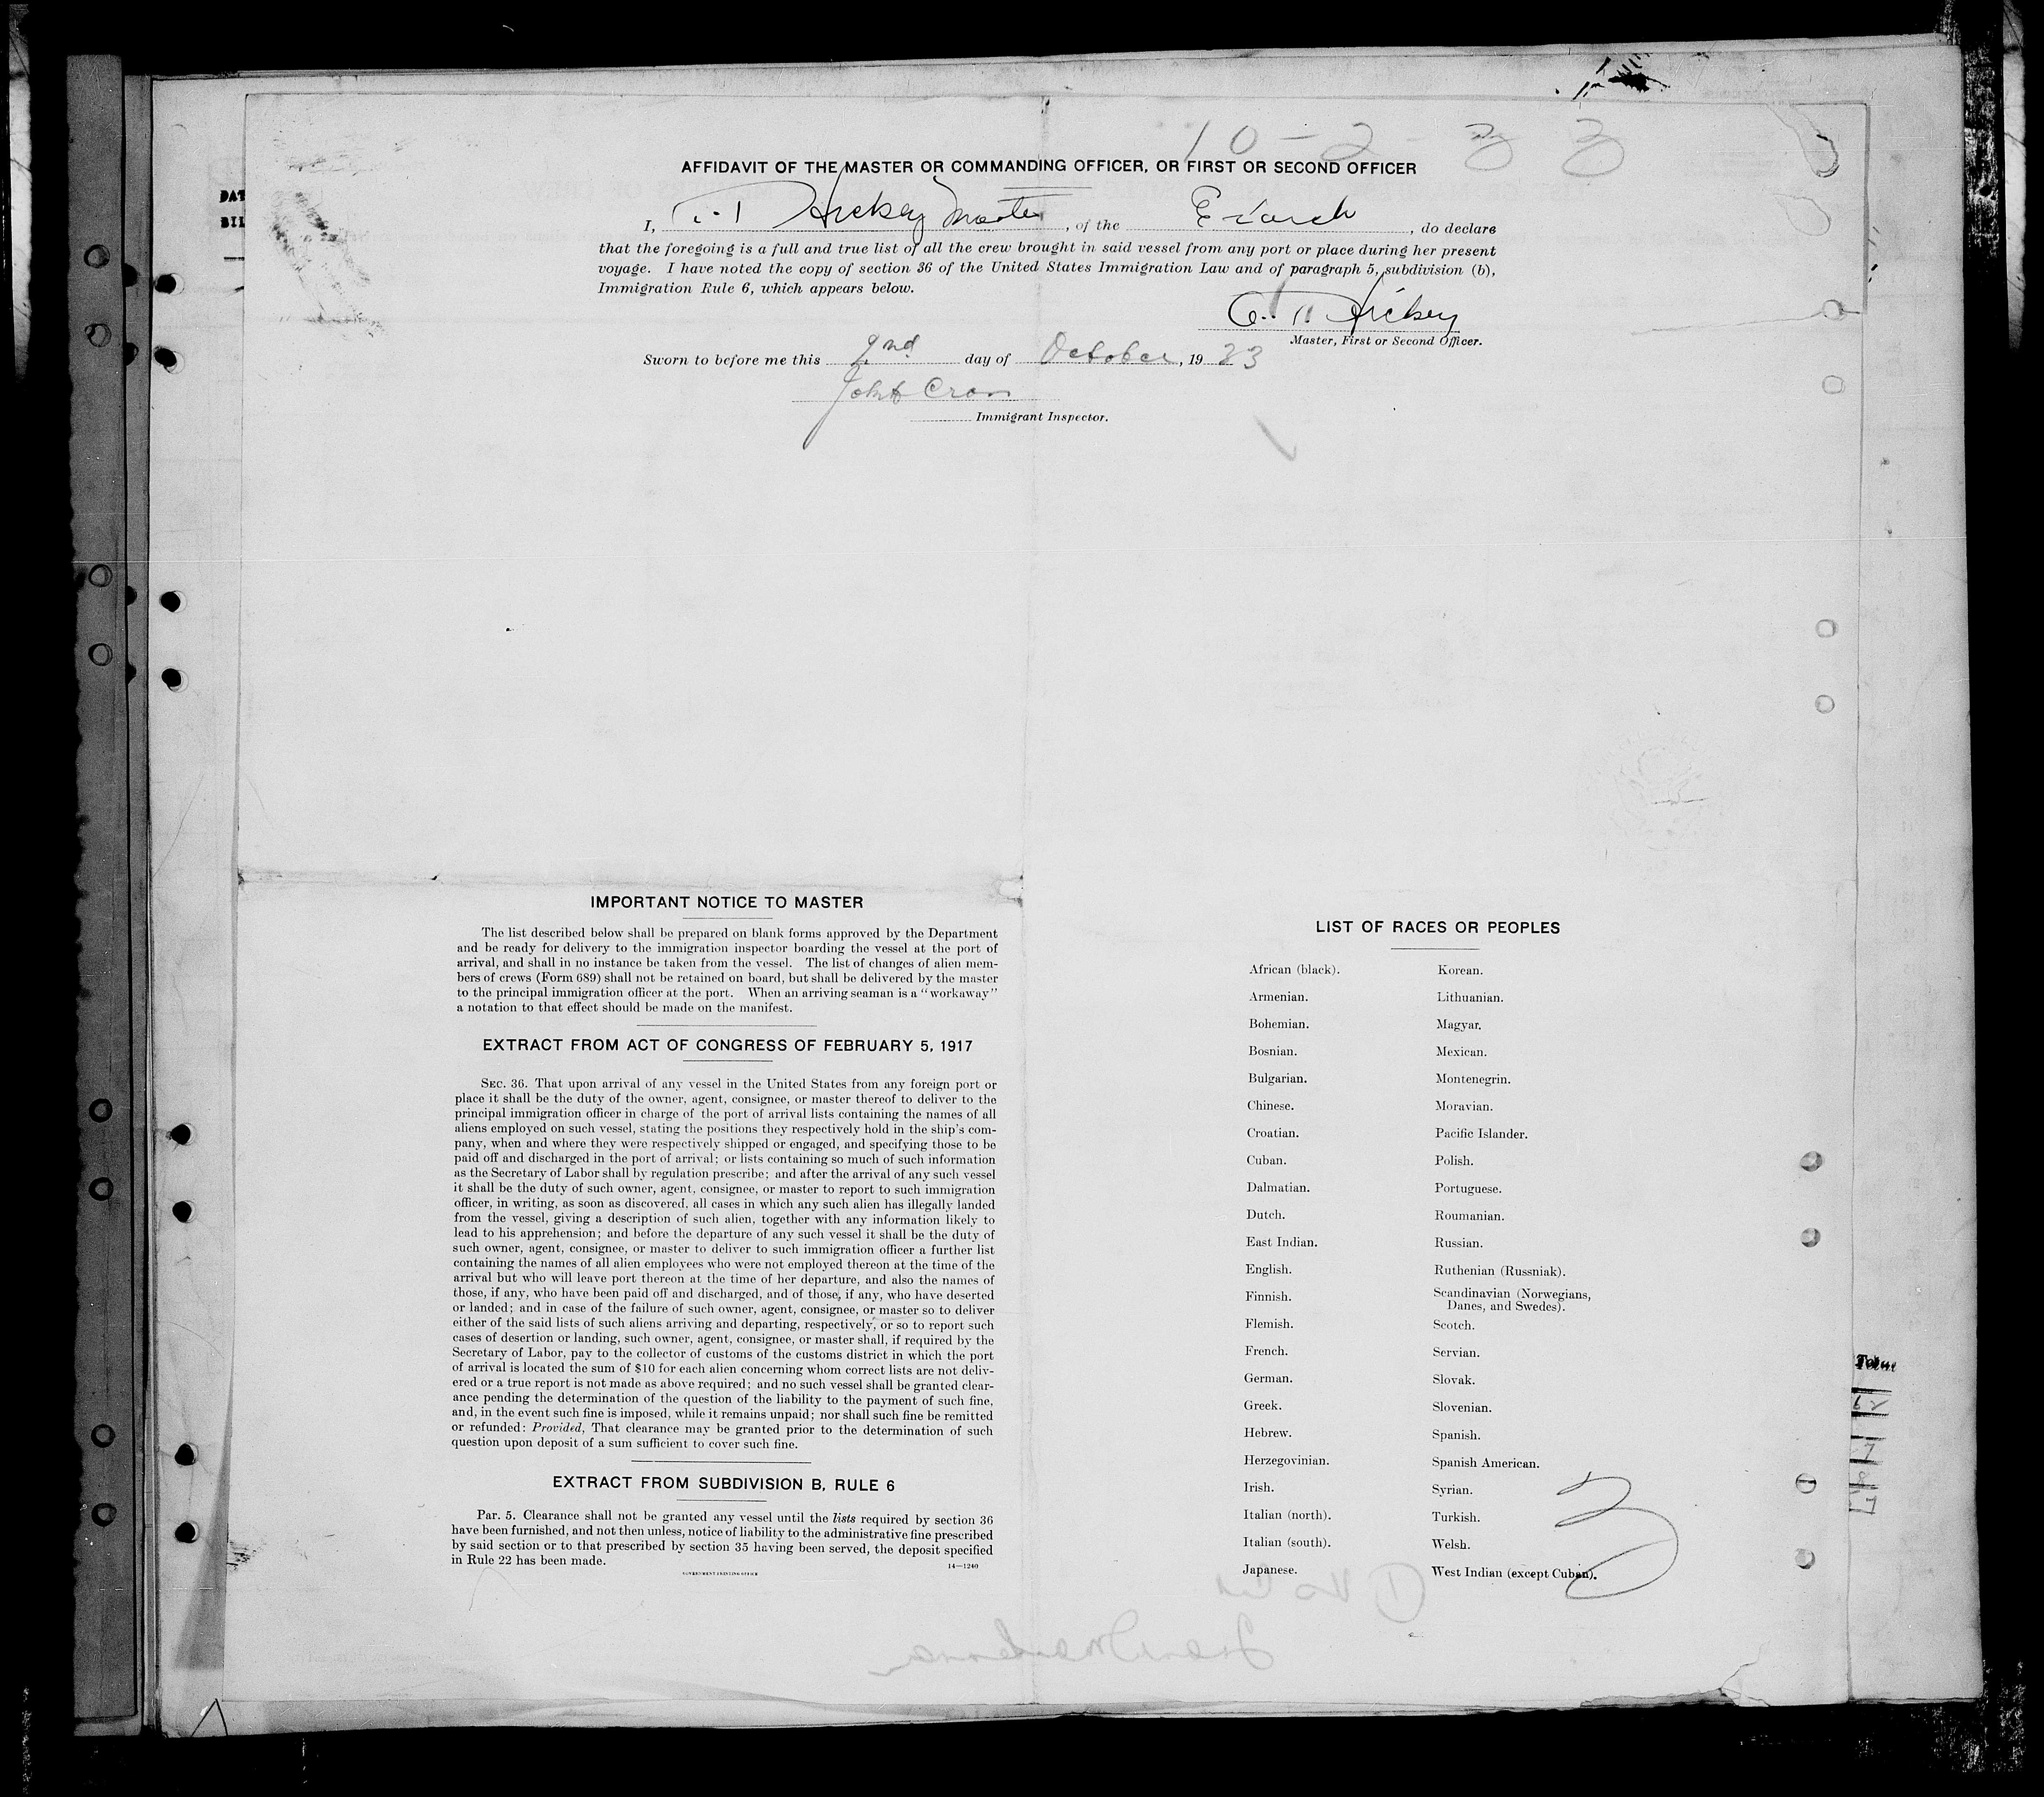 10-2-23
AFFIDAVIT OF THE MASTER OR COMMANDING OFFICER, OR FIRST OR SECOND OFFICER
I, Hickey Master, of the , do declare
that the foregoing is a full and true list of all the crew brought in said vessel from any port or place during her present
voyage. I have noted the copy of section 36 of the United States Immigration Law and of paragraph 5, subdivision (b),
Immigration Rule 6, which appears below.
Hickey
Master, First or Second Officer.
Sworn to before me this 2nd day of October, 19 23
Immigrant Inspector.
DAT
BIL
IMPORTANT NOTICE TO MASTER
The list described below shall be prepared on blank forms approved by the Department
and be ready for delivery to the immigration inspector boarding the vessel at the port of
arrival, and shall in no instance be taken from the vessel. The list of changes of alien mem-
bers of crews (Form 689) shall not be retained on board, but shall be delivered by the master
to the principal immigration officer at the port. When an arriving seaman is a "workaway"
a notation to that effect should be made on the manifest.
EXTRACT FROM ACT OF CONGRESS OF FEBRUARY 5, 1917
SEC. 36. That upon arrival of any vessel in the United States from any foreign port or
place it shall be the duty of the owner, agent, consignee, or master thereof to deliver to the
principal immigration officer in charge of the port of arrival lists containing the names of all
aliens employed on such vessel, stating the positions they respectively hold in the ship's com-
pany, when and where they were respectively shipped or engaged, and specifying those to be
paid off and discharged in the port of arrival; or lists containing so much of such information
as the Secretary of Labor shall by regulation prescribe; and after the arrival of any such vessel
it shall be the duty of such owner, agent, consignee, or master to report to such immigration
officer, in writing, as soon as discovered, all cases in which any such alien has illegally landed
from the vessel, giving a description of such alien, together with any information likely to
lead to his apprehension; and before the departure of any such vessel it shall be the duty of
such owner, agent, consignee, or master to deliver to such immigration officer a further list
containing the names of all alien employees who were not employed thereon at the time of the
arrival but who will leave port thereon at the time of her departure, and also the names of
those, if any, who have been paid off and discharged, and of those, if any, who have deserted
or landed; and in case of the failure of such owner, agent, consignee, or master so to deliver
either of the said lists of such aliens arriving and departing, respectively, or so to report such
cases of desertion or landing, such owner, agent, consignee, or master shall, if required by the
Secretary of Labor, pay to the collector of customs of the customs district in which the port
of arrival is located the sum of $10 for each alien concerning whom correct lists are not deliv-
ered or a true report is not made as above required; and no such vessel shall be granted clear-
ance pending the determination of the question of the liability to the payment of such fine,
and, in the event such fine is imposed, while it remains unpaid; nor shall such fine be remitted
or refunded: Provided, That clearance may be granted prior to the determination of such
question upon deposit of a sum sufficient to cover such fine.
EXTRACT FROM SUBDIVISION B, RULE 6
Par. 5. Clearance shall not be granted any vessel until the lists required by section 36
have been furnished, and not then unless, notice of liability to the administrative fine prescribed
by said section or to that prescribed by section 35 having been served, the deposit specified
in Rule 22 has been made.
14—1240
GOVERNMENT PRINTING OFFICE
LIST OF RACES OR PEOPLES
African (black). Korean.
Armenian. Lithuanian.
Bohemian. Magyar.
Bosnian. Mexican.
Bulgarian. Montenegrin.
Chinese. Moravian.
Croatian. Pacific Islander.
Cuban. Polish.
Dalmatian. Portuguese.
Dutch. Roumanian.
East Indian. Russian.
English. Ruthenian (Russniak).
Finnish. Scandinavian (Norwegians,
Danes, and Swedes).
Flemish. Scotch.
French. Servian.
German. Slovak.
Greek. Slovenian.
Hebrew. Spanish.
Herzegovinian. Spanish American.
Irish. Syrian.
Italian (north). Turkish.
Italian (south). Welsh.
Japanese. West Indian (except Cuban).
3